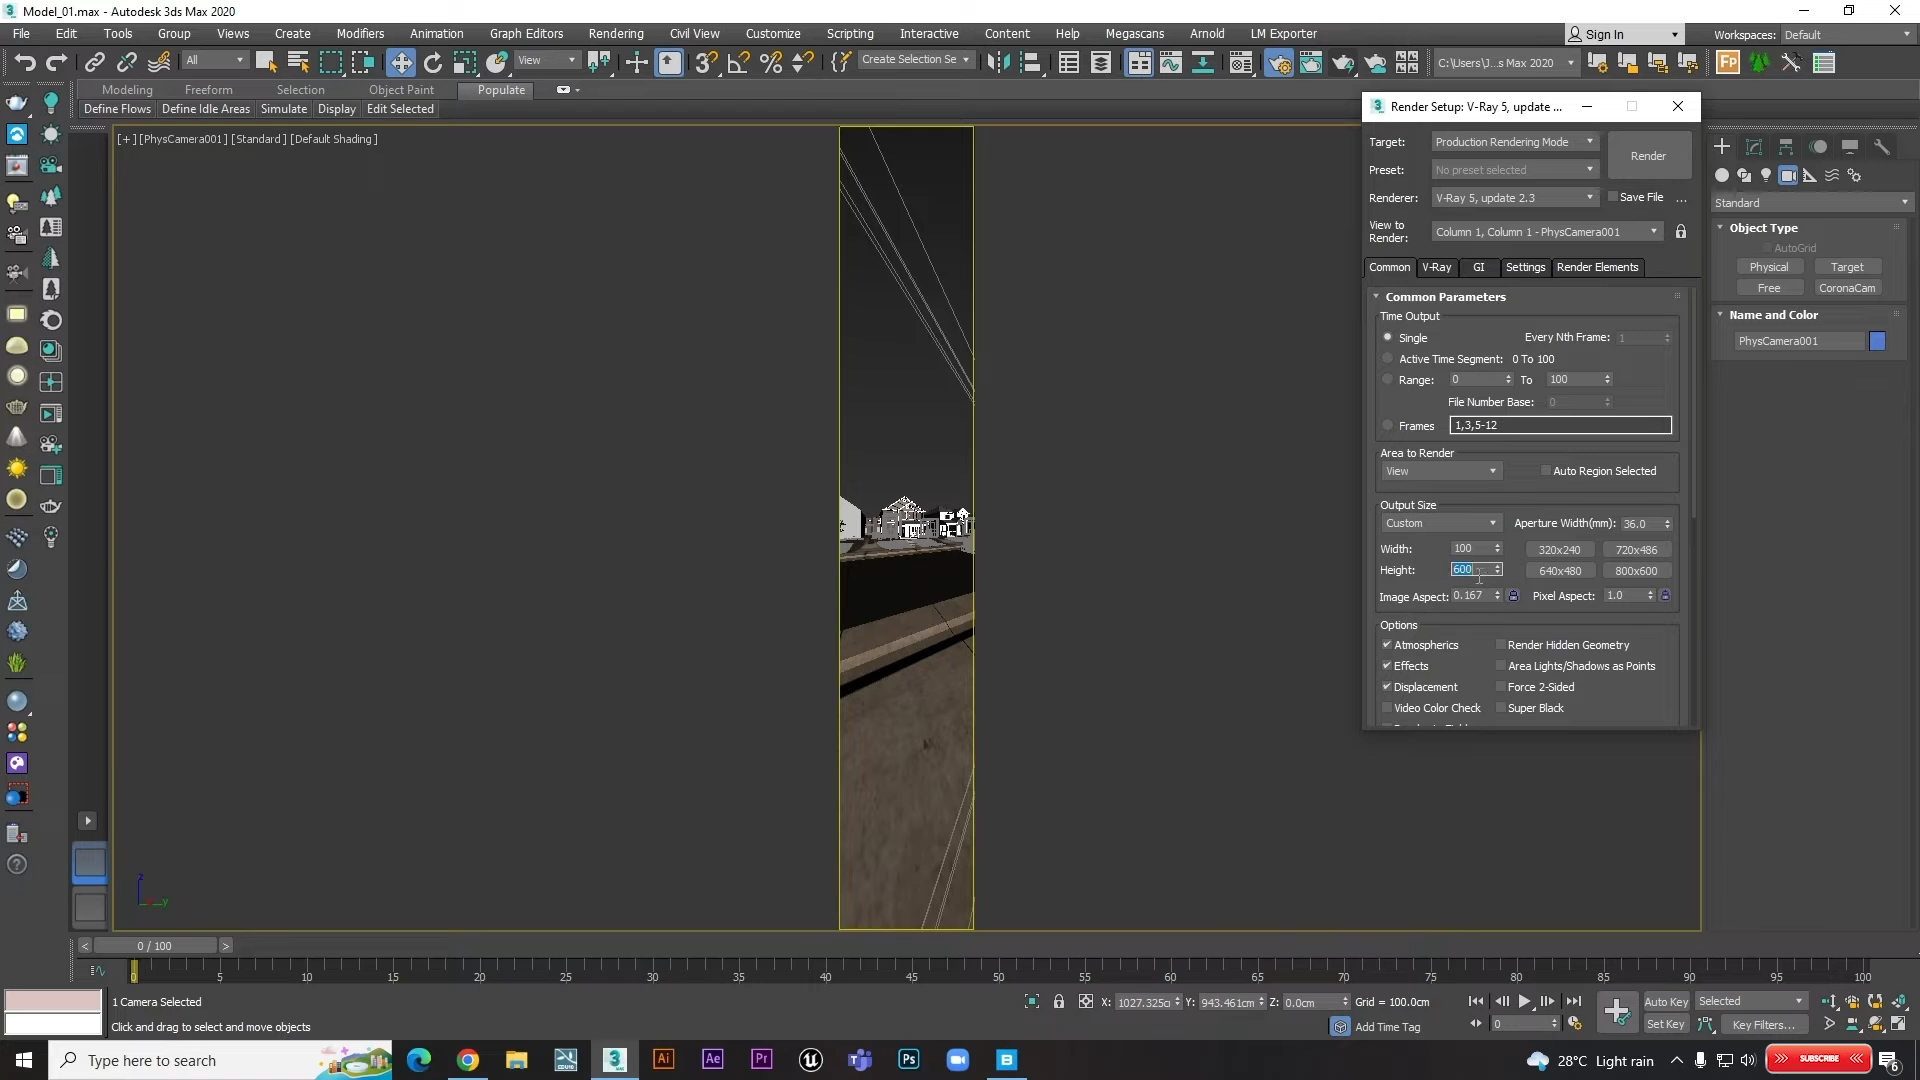 Model_01.max - Autodesk 3ds Max 2020
File Edit Tools Group Views Create Modifiers Animation Graph Editors Rendering Civil View Customize Scripting Interactive Content Help Megascans Arnold LM Exporter Sign In Workspaces: Default
All View Create Selection Se C:\Users\J...s Max 2020 Fp
Modeling Freeform Selection Object Paint Populate
Define Flows Define Idle Areas Simulate Display Edit Selected
[+] [PhysCamera001] [Standard] [Default Shading]
Render Setup: V-Ray 5, update ...
Target: Production Rendering Mode Render
Preset: No preset selected
Renderer: V-Ray 5, update 2.3 Save File ...
View to
Render: Column 1, Column 1 - PhysCamera001
Common V-Ray GI Settings Render Elements
Common Parameters
Time Output
Single Every Nth Frame: 1
Active Time Segment: 0 To 100
Range: 0 To 100
File Number Base: 0
Frames 1,3,5-12
Area to Render
View Auto Region Selected
Output Size
Custom Aperture Width(mm): 36.0
Width: 100 320x240 720x486
Height: 600 640x480 800x600
Image Aspect: 0.167 Pixel Aspect: 1.0
Options
Atmospherics Render Hidden Geometry
Effects Area Lights/Shadows as Points
Displacement Force 2-Sided
Video Color Check Super Black
Standard
Object Type
AutoGrid
Physical Target
Free CoronaCam
Name and Color
PhysCamera001
z
y
< 0 / 100 >
0 5 10 15 20 25 30 35 40 45 50 55 60 65 70 75 80 85 90 95 100
1 Camera Selected X: 1027.325c Y: 943.461cm Z: 0.0cm Grid = 100.0cm Auto Key Selected
Click and drag to select and move objects Add Time Tag 0 Set Key Key Filters...
Type here to search Ai Ae Pr Ps B 28°C Light rain SUBSCRIBE 6